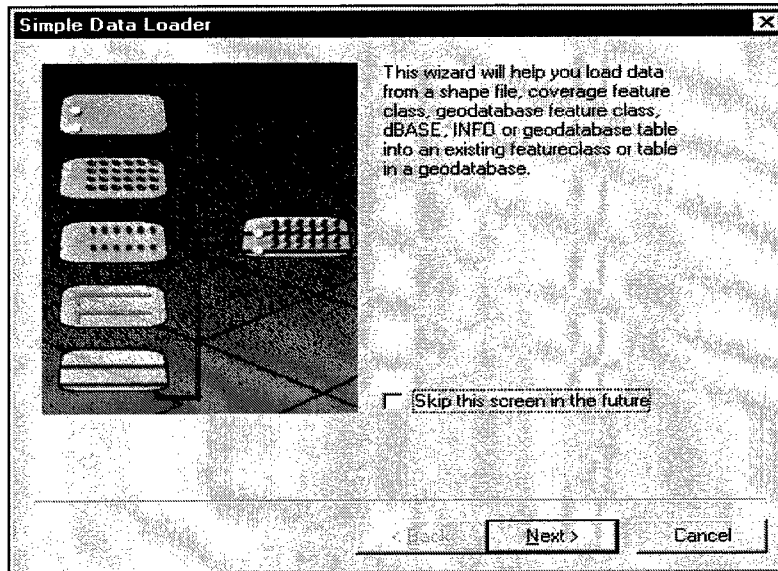 Simple Data Loader
This wizard will help you load data
from a shape file, coverage feature
class, geodatabase feature class,
dBASE, INFO or geodatabase table
into an existing featureclass or table
in a geodatabase.
Skip this screen in the future
< Back
Next >
Cancel